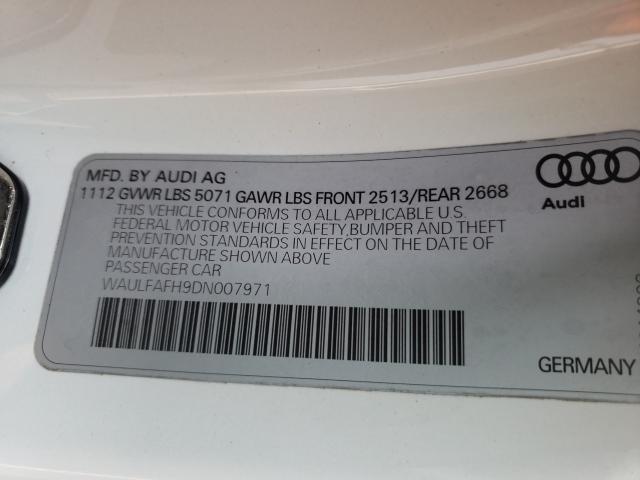 MFD. BY AUDI AG
1112 GVWR LBS 5071 GAWR LBS FRONT 2513/REAR 2668
THIS VEHICLE CONFORMS TO ALL APPLICABLE U.S.
FEDERAL MOTOR VEHICLE SAFETY,BUMPER AND THEFT
PREVENTION STANDARDS IN EFFECT ON THE DATE OF
MANUFACTURE SHOWN ABOVE
PASSENGER CAR
WAULFAFH9DN007971
Audi
GERMANY